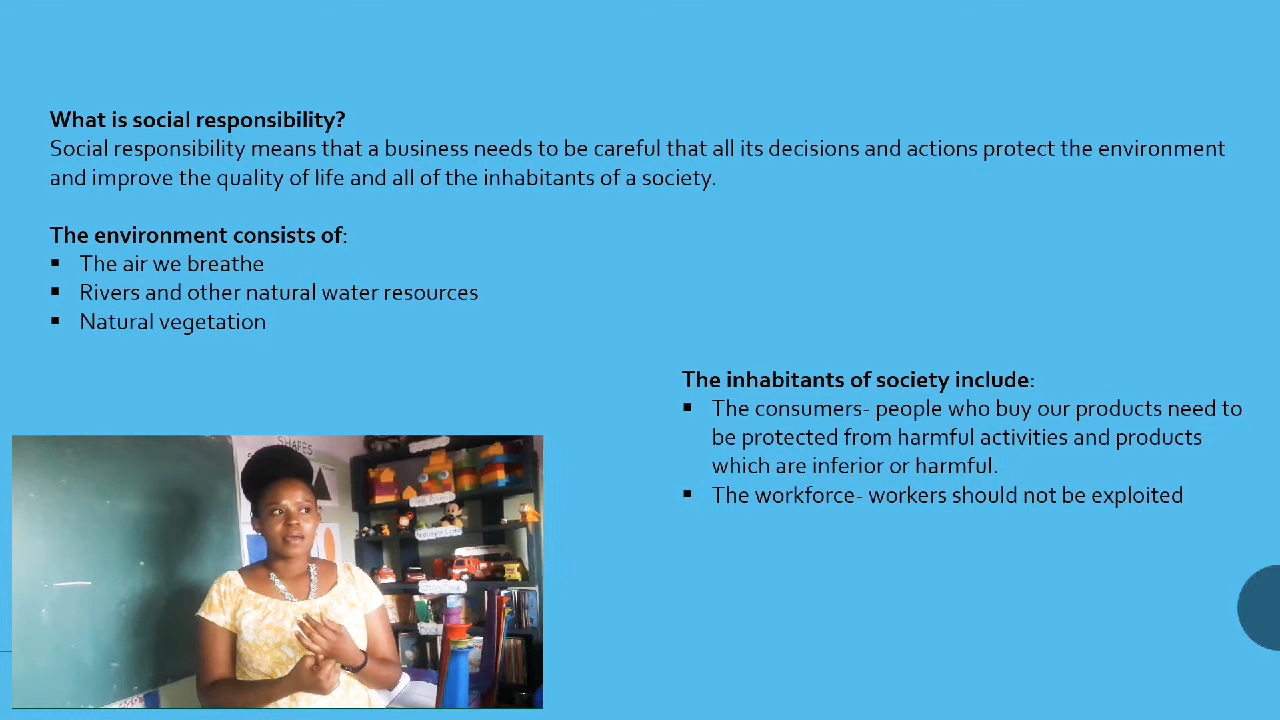 What is social responsibility?
Social responsibility means that a business needs to be careful that all its decisions and actions protect the environment
and improve the quality of life and all of the inhabitants of a society.
The environment consists of:
▪ The air we breathe
▪ Rivers and other natural water resources
▪ Natural vegetation
The inhabitants of society include:
▪ The consumers- people who buy our products need to
be protected from harmful activities and products
which are inferior or harmful.
▪ The workforce- workers should not be exploited
SHAPES